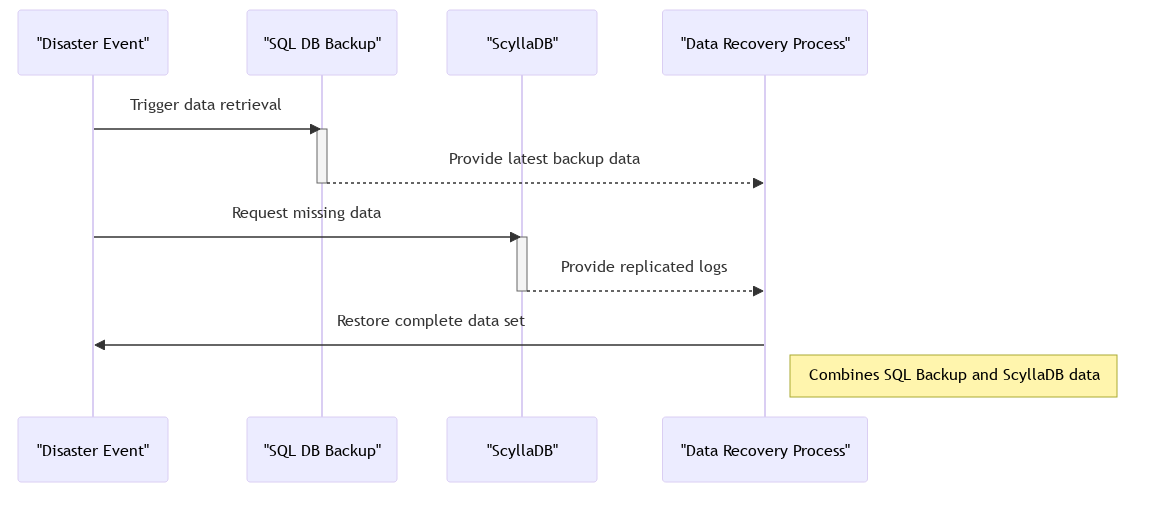 "Disaster Event"
"SQL DB Backup"
"ScyllaDB"
"Data Recovery Process"
Trigger data retrieval
Provide latest backup data
Request missing data
Provide replicated logs
Restore complete data set
Combines SQL Backup and ScyllaDB data
"Disaster Event"
"SQL DB Backup"
"ScyllaDB"
"Data Recovery Process"